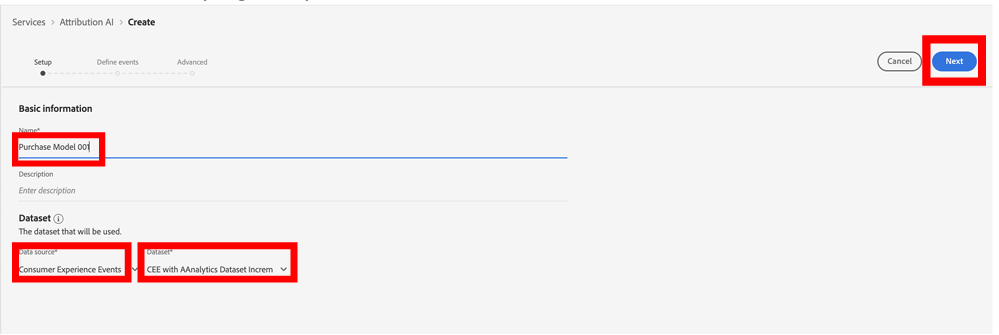 Services > Attribution AI > Create
Setup Define events Advanced
Cancel Next
Basic information
Name*
Purchase Model 001
Description
Enter description
Dataset
The dataset that will be used.
Data source* Dataset*
Consumer Experience Events CEE with AAnalytics Dataset Increm